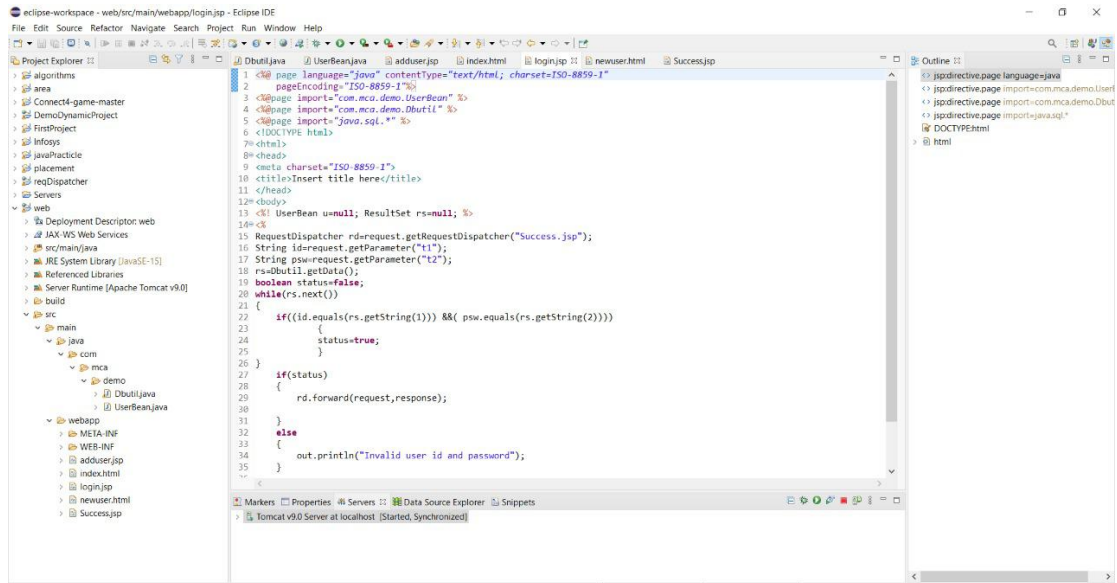 eclipse-workspace - web/src/main/webapp/login.jsp - Eclipse IDE
File Edit Source Refactor Navigate Search Project Run Window Help
Project Explorer
algorithms
area
Connect4-game-master
DemoDynamicProject
FirstProject
Infosys
javaPracticle
placement
reqDispatcher
Servers
web
Deployment Descriptor: web
JAX-WS Web Services
src/main/java
JRE System Library [JavaSE-15]
Referenced Libraries
Server Runtime [Apache Tomcat v9.0]
build
src
main
java
com
mca
demo
Dbutil.java
UserBean.java
webapp
META-INF
WEB-INF
adduser.jsp
index.html
login.jsp
newuser.html
Success.jsp
Dbutil.java UserBean.java adduser.jsp index.html login.jsp newuser.html Success.jsp
1 <%@ page language="java" contentType="text/html; charset=ISO-8859-1"
2 pageEncoding="ISO-8859-1"%>
3 <%@page import="com.mca.demo.UserBean" %>
4 <%@page import="com.mca.demo.Dbutil" %>
5 <%@page import="java.sql.*" %>
6 <!DOCTYPE html>
7 <html>
8 <head>
9 <meta charset="ISO-8859-1">
10 <title>Insert title here</title>
11 </head>
12 <body>
13 <%! UserBean u=null; ResultSet rs=null; %>
14 <%
15 RequestDispatcher rd=request.getRequestDispatcher("Success.jsp");
16 String id=request.getParameter("t1");
17 String psw=request.getParameter("t2");
18 rs=Dbutil.getData();
19 boolean status=false;
20 while(rs.next())
21 {
22 if((id.equals(rs.getString(1))) &&( psw.equals(rs.getString(2))))
23 {
24 status=true;
25 }
26 }
27 if(status)
28 {
29 rd.forward(request,response);
30
31 }
32 else
33 {
34 out.println("Invalid user id and password");
35 }
Markers Properties Servers Data Source Explorer Snippets
Tomcat v9.0 Server at localhost [Started, Synchronized]
Outline
jsp:directive.page language=java
jsp:directive.page import=com.mca.demo.UserI
jsp:directive.page import=com.mca.demo.Dbut
jsp:directive.page import=java.sql.*
DOCTYPE:html
html